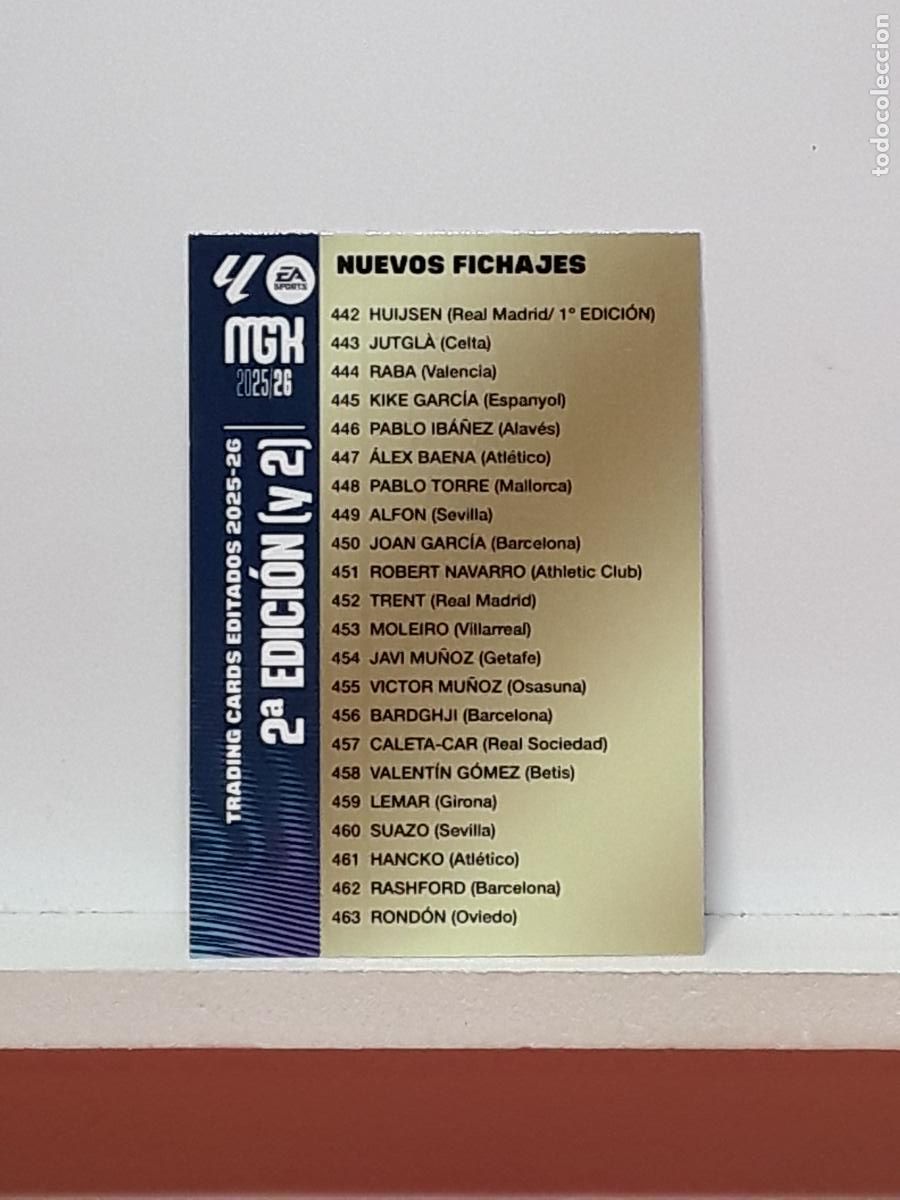 todocoleccion
EA
SPORTS
MGK
2025/26
TRADING CARDS EDITADOS 2025-26
2ª EDICIÓN (y 2)
NUEVOS FICHAJES
442 HUIJSEN (Real Madrid/ 1º EDICIÓN)
443 JUTGLÀ (Celta)
444 RABA (Valencia)
445 KIKE GARCÍA (Espanyol)
446 PABLO IBÁÑEZ (Alavés)
447 ÁLEX BAENA (Atlético)
448 PABLO TORRE (Mallorca)
449 ALFON (Sevilla)
450 JOAN GARCÍA (Barcelona)
451 ROBERT NAVARRO (Athletic Club)
452 TRENT (Real Madrid)
453 MOLEIRO (Villarreal)
454 JAVI MUÑOZ (Getafe)
455 VICTOR MUÑOZ (Osasuna)
456 BARDGHJI (Barcelona)
457 CALETA-CAR (Real Sociedad)
458 VALENTÍN GÓMEZ (Betis)
459 LEMAR (Girona)
460 SUAZO (Sevilla)
461 HANCKO (Atlético)
462 RASHFORD (Barcelona)
463 RONDÓN (Oviedo)